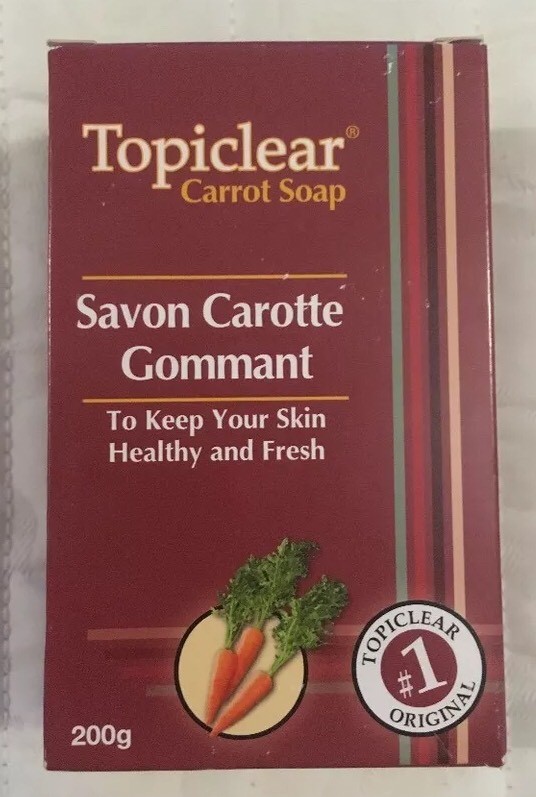 Topiclear®
Carrot Soap
Savon Carotte
Gommant
To Keep Your Skin
Healthy and Fresh
TOPICLEAR
#1
ORIGINAL
200g